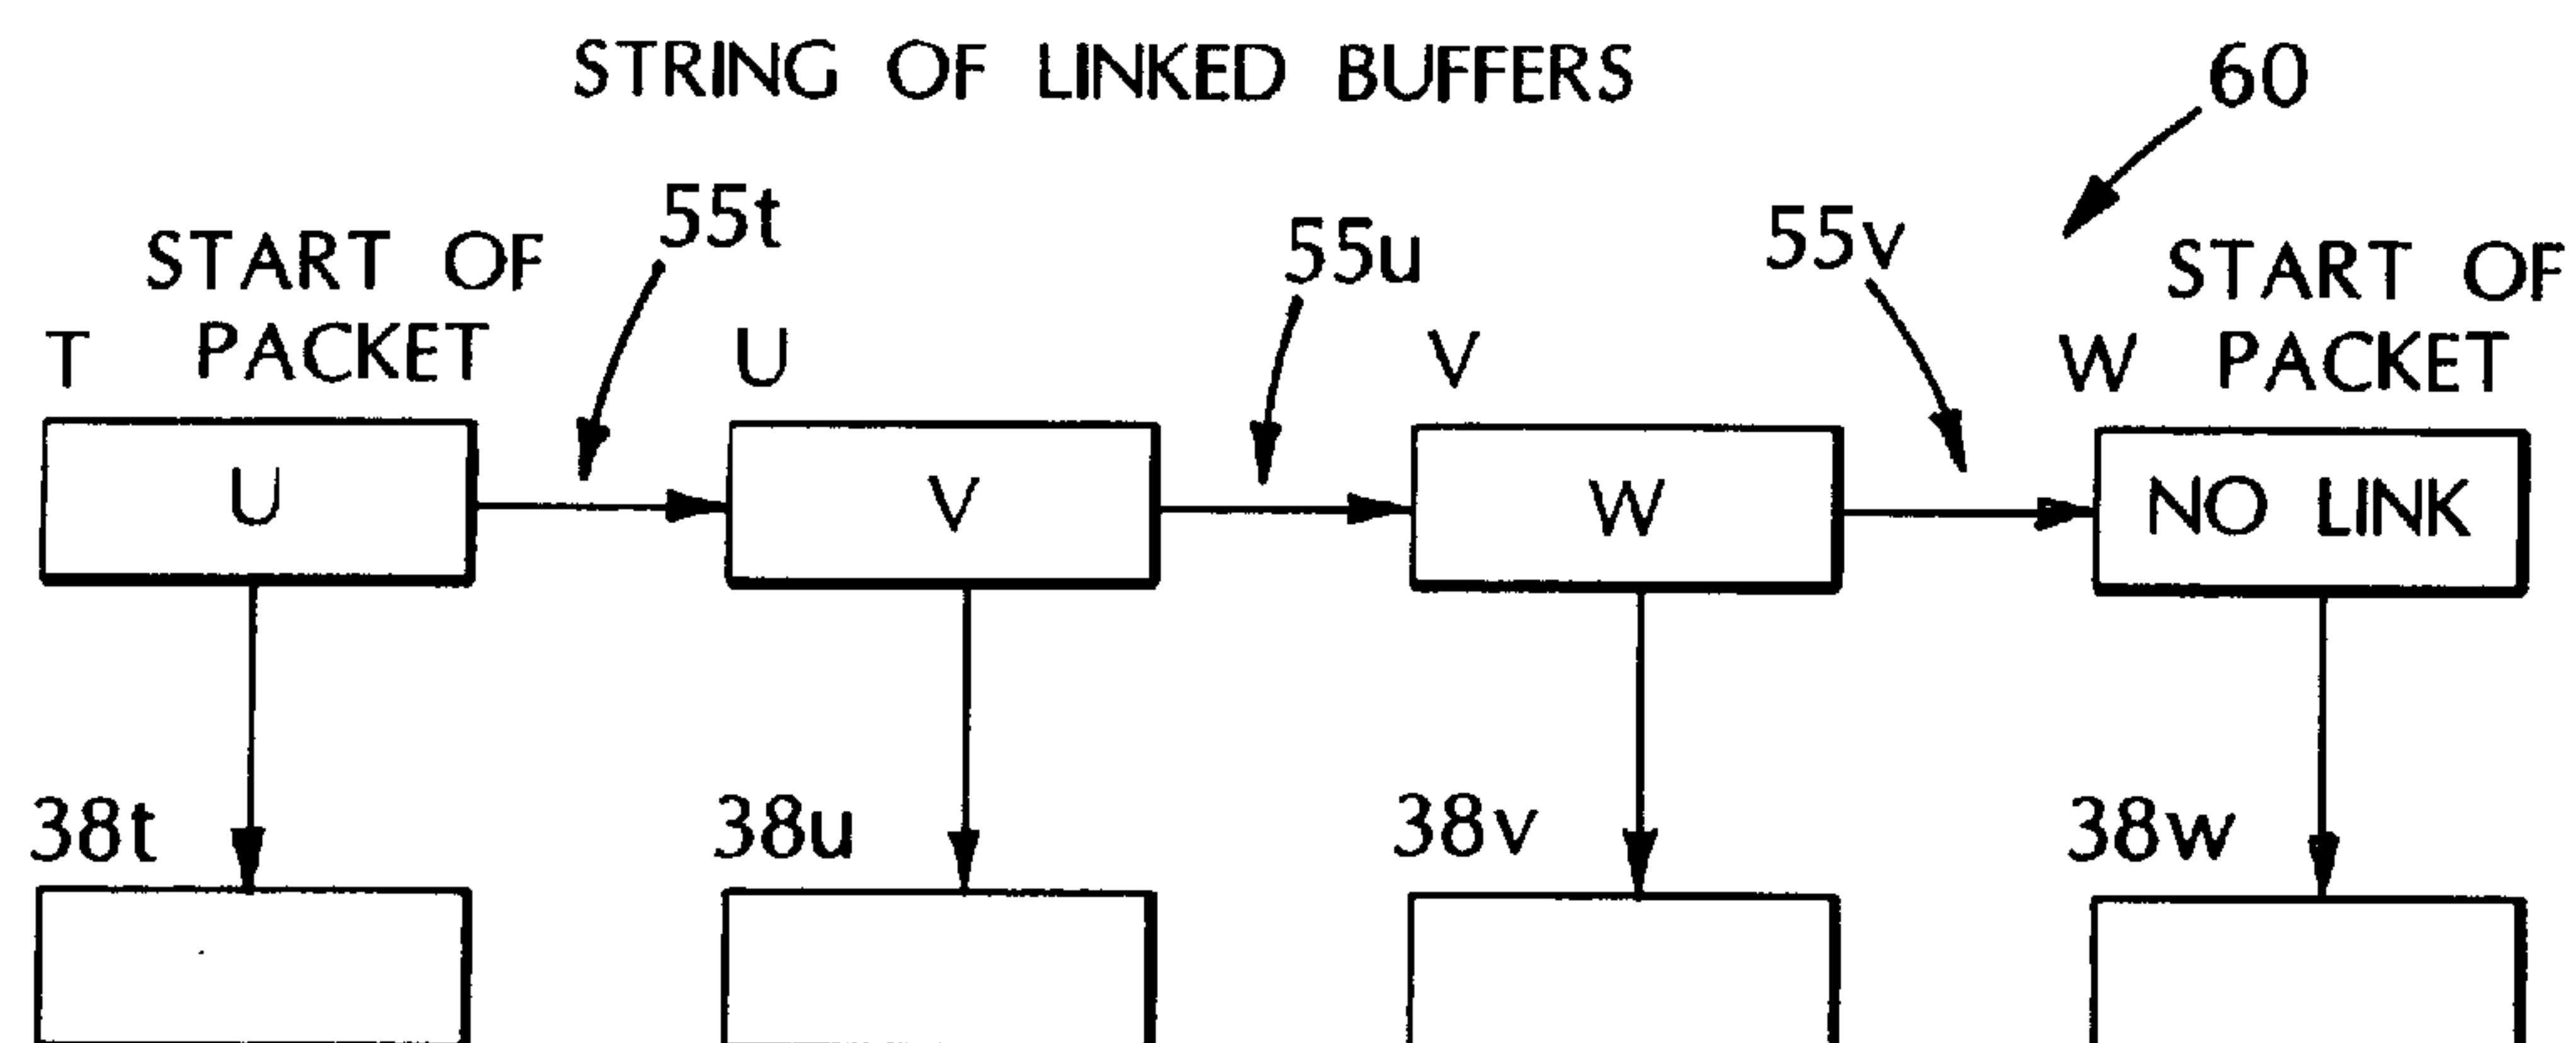 STRING OF LINKED BUFFERS
60
55t
55u
55v
START OF
PACKET
START OF
PACKET
T
U
V
W
U
V
W
NO LINK
38t
38u
38v
38w